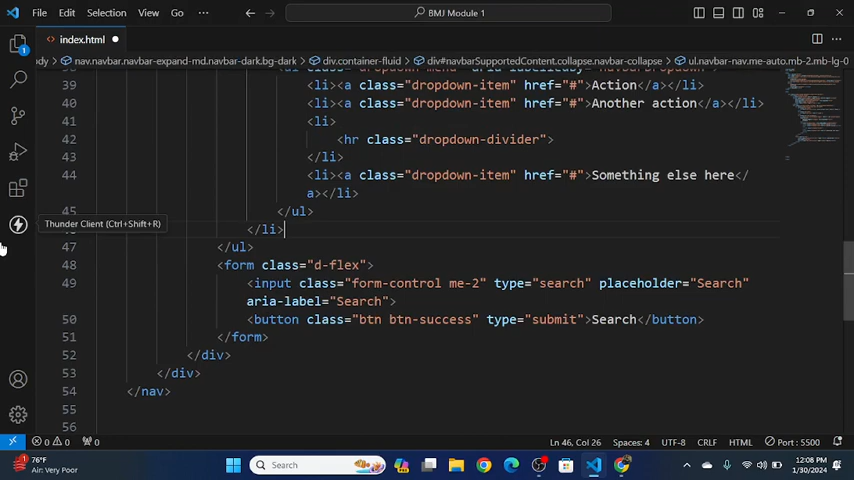 File Edit Selection View Go ··· BMJ Module 1
index.html
dy > nav.navbar.navbar-expand-md.navbar-dark.bg-dark > div.container-fluid > div#navbarSupportedContent.collapse.navbar-collapse > ul.navbar-nav.me-auto.mb-2.mb-lg-0
39 <li><a class="dropdown-item" href="#">Action</a></li>
40 <li><a class="dropdown-item" href="#">Another action</a></li>
41 <li>
42 <hr class="dropdown-divider">
43 </li>
44 <li><a class="dropdown-item" href="#">Something else here</
a></li>
45 </ul>
</li>
47 </ul>
48 <form class="d-flex">
49 <input class="form-control me-2" type="search" placeholder="Search"
aria-label="Search">
50 <button class="btn btn-success" type="submit">Search</button>
51 </form>
52 </div>
53 </div>
54 </nav>
55
56
1
Thunder Client (Ctrl+Shift+R)
0 0 0 Ln 46, Col 26 Spaces: 4 UTF-8 CRLF HTML Port : 5500
76°F
Air: Very Poor
Search
12:08 PM
1/30/2024